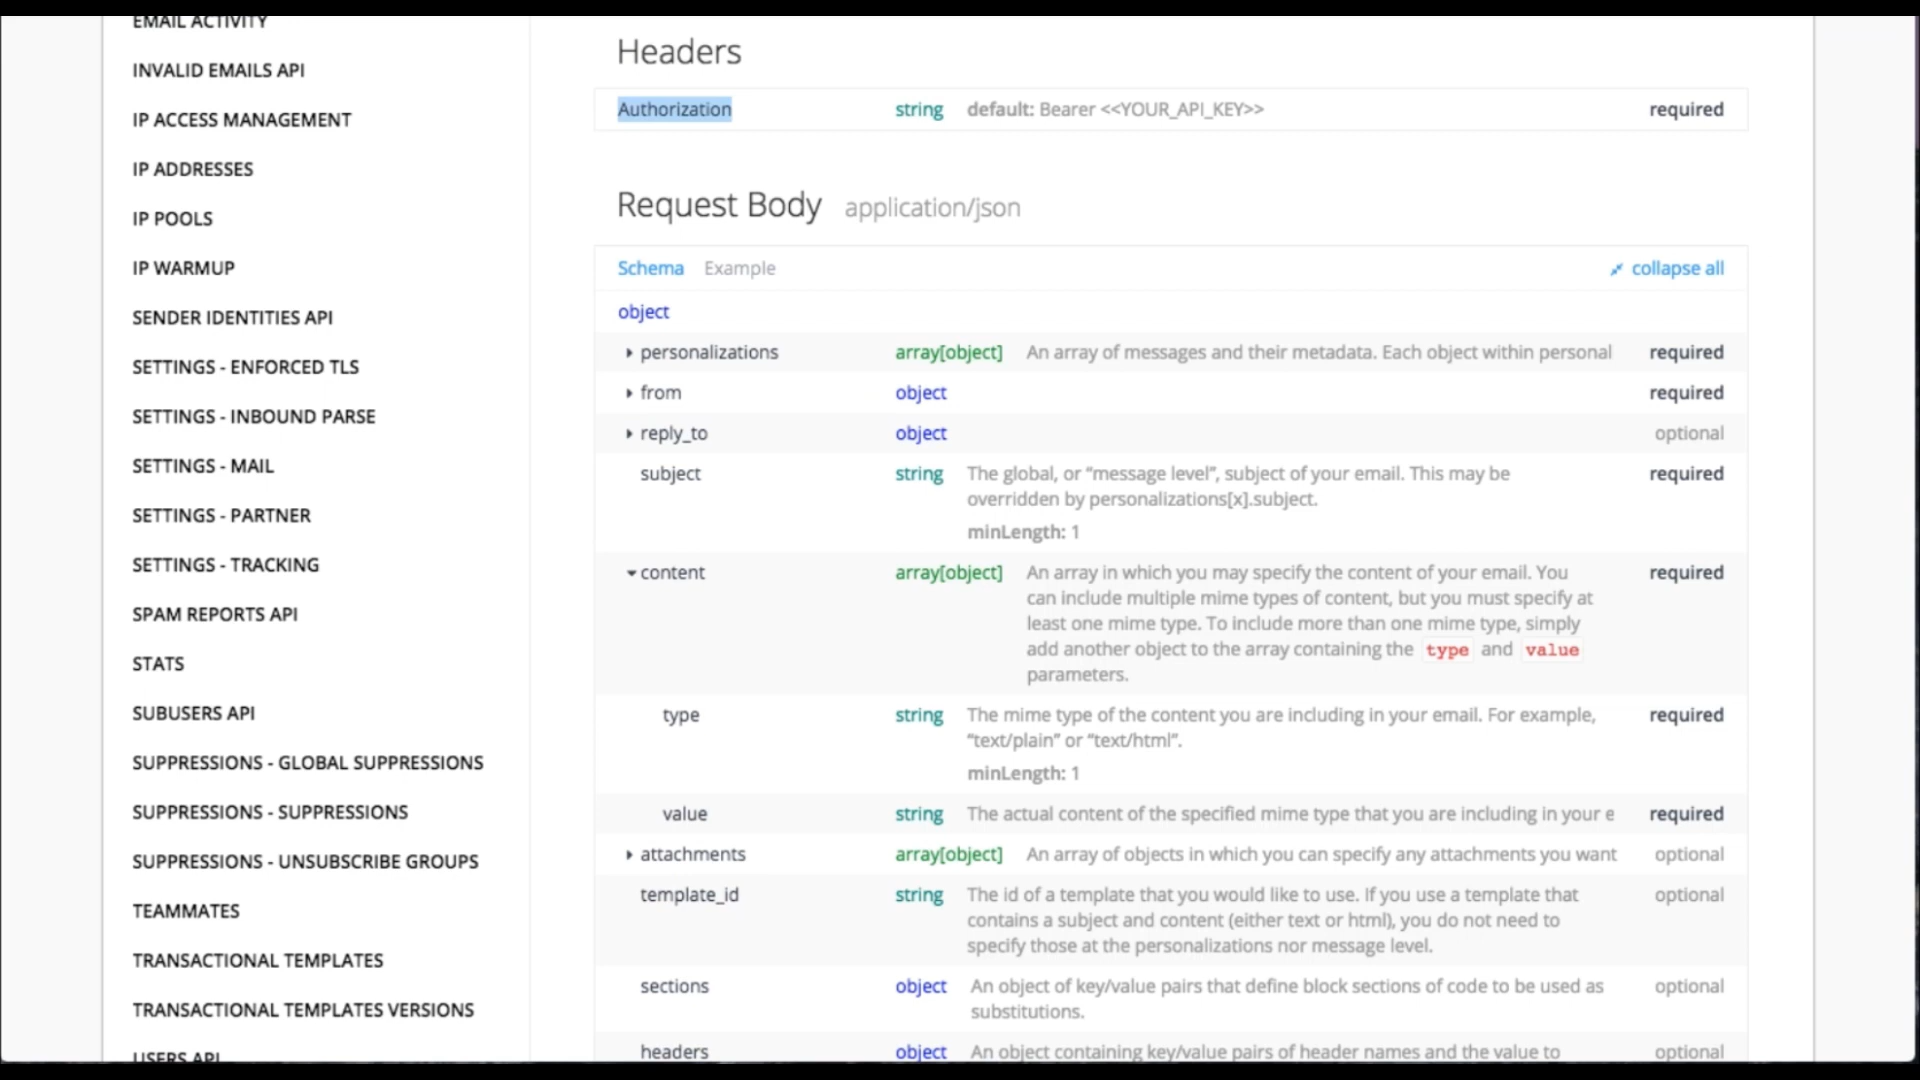 EMAIL ACTIVITY
INVALID EMAILS API
IP ACCESS MANAGEMENT
IP ADDRESSES
IP POOLS
IP WARMUP
SENDER IDENTITIES API
SETTINGS - ENFORCED TLS
SETTINGS - INBOUND PARSE
SETTINGS - MAIL
SETTINGS - PARTNER
SETTINGS - TRACKING
SPAM REPORTS API
STATS
SUBUSERS API
SUPPRESSIONS - GLOBAL SUPPRESSIONS
SUPPRESSIONS - SUPPRESSIONS
SUPPRESSIONS - UNSUBSCRIBE GROUPS
TEAMMATES
TRANSACTIONAL TEMPLATES
TRANSACTIONAL TEMPLATES VERSIONS
USERS API
Headers
Authorization string default: Bearer <<YOUR_API_KEY>> required
Request Body application/json
Schema Example collapse all
object
personalizations array[object] An array of messages and their metadata. Each object within personal required
from object required
reply_to object optional
subject string The global, or “message level”, subject of your email. This may be required
overridden by personalizations[x].subject.
minLength: 1
content array[object] An array in which you may specify the content of your email. You required
can include multiple mime types of content, but you must specify at
least one mime type. To include more than one mime type, simply
add another object to the array containing the type and value
parameters.
type string The mime type of the content you are including in your email. For example, required
“text/plain” or “text/html”.
minLength: 1
value string The actual content of the specified mime type that you are including in your e required
attachments array[object] An array of objects in which you can specify any attachments you want optional
template_id string The id of a template that you would like to use. If you use a template that optional
contains a subject and content (either text or html), you do not need to
specify those at the personalizations nor message level.
sections object An object of key/value pairs that define block sections of code to be used as optional
substitutions.
headers object An object containing key/value pairs of header names and the value to optional